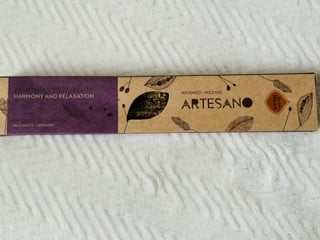 HARMONY AND RELAXATION
INCIENSO - INCENSE
ARTESANO